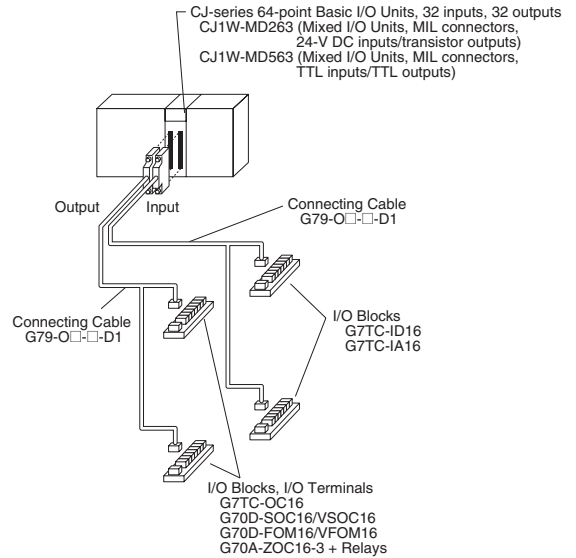 CJ-series 64-point Basic I/O Units, 32 inputs, 32 outputs
CJ1W-MD263 (Mixed I/O Units, MIL connectors,
24-V DC inputs/transistor outputs)
CJ1W-MD563 (Mixed I/O Units, MIL connectors,
TTL inputs/TTL outputs)
Output
Input
Connecting Cable
G79-O□-□-D1
Connecting Cable
G79-O□-□-D1
I/O Blocks
G7TC-ID16
G7TC-IA16
I/O Blocks, I/O Terminals
G7TC-OC16
G70D-SOC16/VSOC16
G70D-FOM16/VFOM16
G70A-ZOC16-3 + Relays